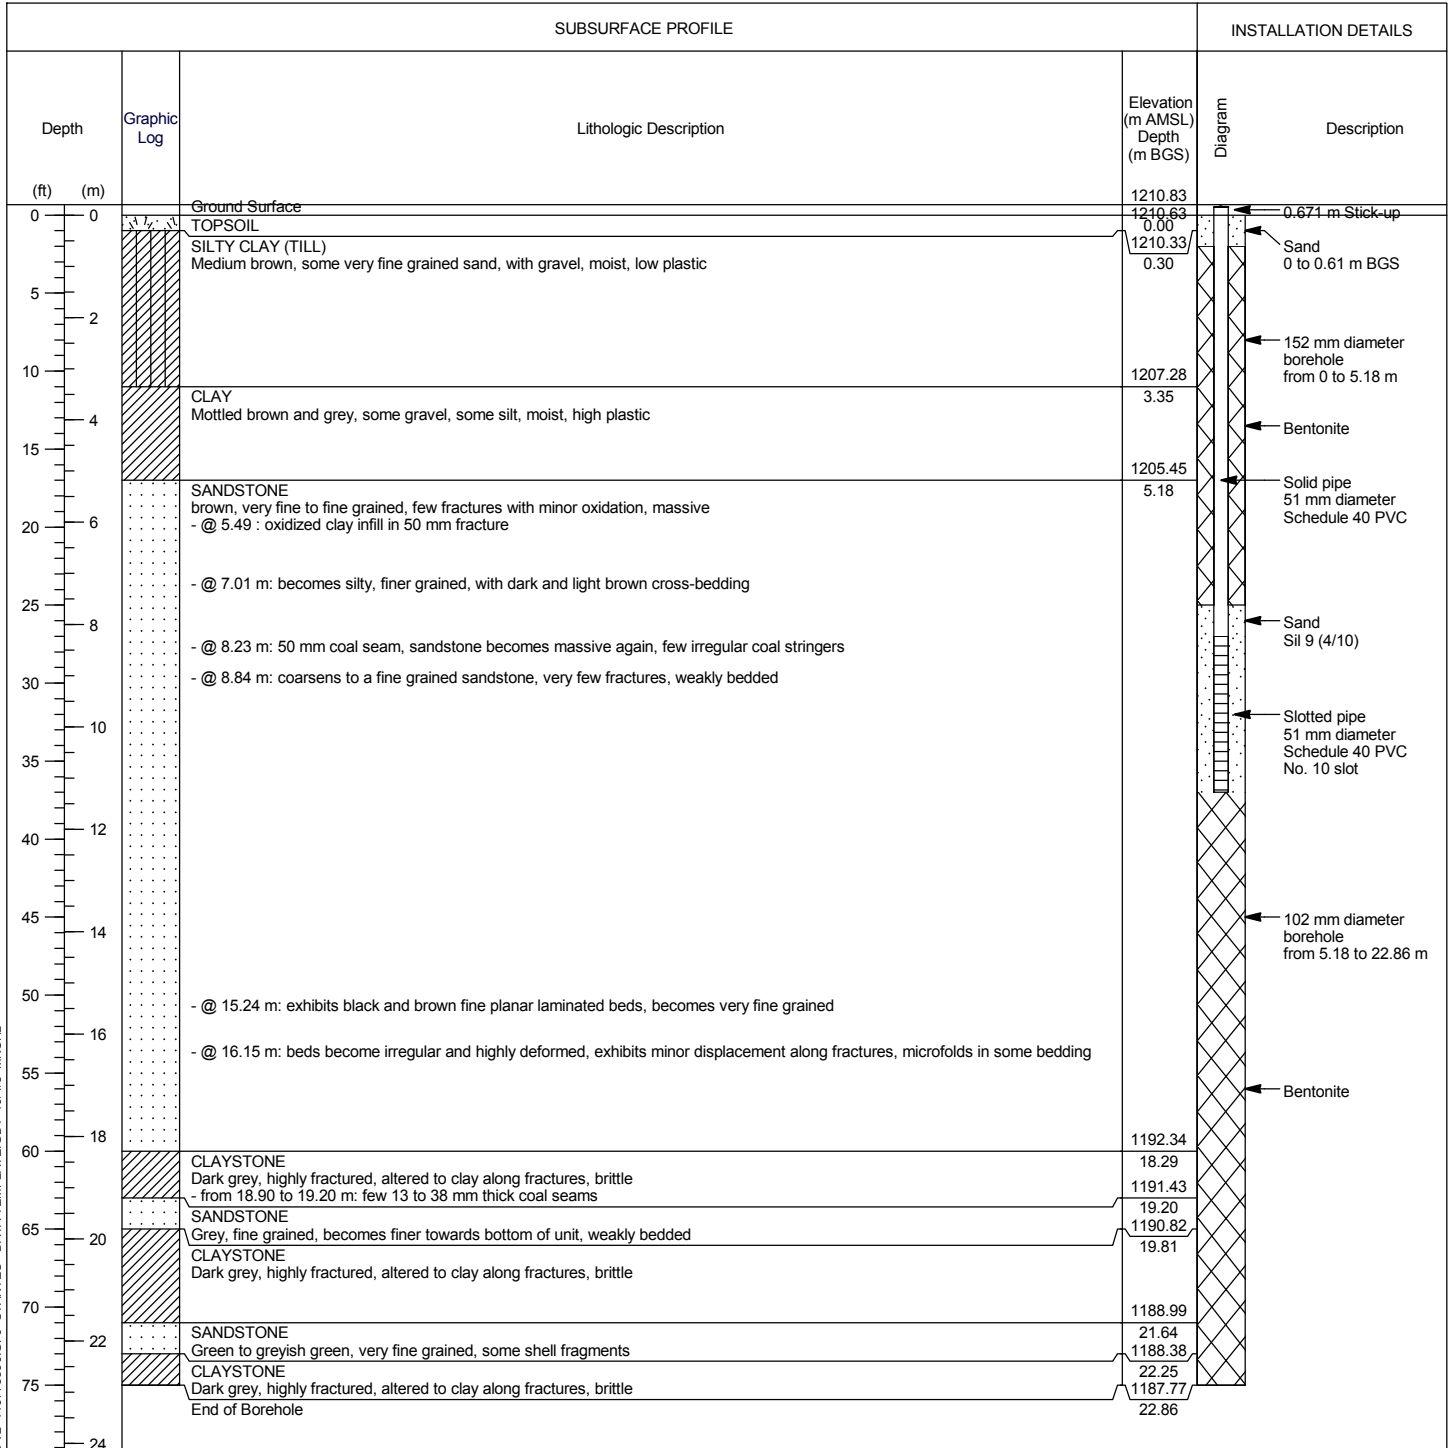 SUBSURFACE PROFILE
INSTALLATION DETAILS
Depth
Graphic
Log
Lithologic Description
Elevation
(m AMSL)
Depth
(m BGS)
Diagram
Description
(ft) (m)
1210.83
Ground Surface
0 0
1210.63
0.671 m Stick-up
TOPSOIL
0.00
SILTY CLAY (TILL)
1210.33
Sand
0 to 0.61 m BGS
Medium brown, some very fine grained sand, with gravel, moist, low plastic
0.30
5
2
152 mm diameter
borehole
from 0 to 5.18 m
10
1207.28
CLAY
3.35
Mottled brown and grey, some gravel, some silt, moist, high plastic
4
Bentonite
15
1205.45
SANDSTONE
5.18
Solid pipe
51 mm diameter
Schedule 40 PVC
brown, very fine to fine grained, few fractures with minor oxidation, massive
- @ 5.49 : oxidized clay infill in 50 mm fracture
20 6
- @ 7.01 m: becomes silty, finer grained, with dark and light brown cross-bedding
25
8
Sand
Sil 9 (4/10)
- @ 8.23 m: 50 mm coal seam, sandstone becomes massive again, few irregular coal stringers
- @ 8.84 m: coarsens to a fine grained sandstone, very few fractures, weakly bedded
30
10
Slotted pipe
51 mm diameter
Schedule 40 PVC
No. 10 slot
35
12
40
45
14
102 mm diameter
borehole
from 5.18 to 22.86 m
50
- @ 15.24 m: exhibits black and brown fine planar laminated beds, becomes very fine grained
16
- @ 16.15 m: beds become irregular and highly deformed, exhibits minor displacement along fractures, microfolds in some bedding
55
Bentonite
18
60
1192.34
CLAYSTONE
18.29
Dark grey, highly fractured, altered to clay along fractures, brittle
- from 18.90 to 19.20 m: few 13 to 38 mm thick coal seams
1191.43
19.20
SANDSTONE
65
1190.82
Grey, fine grained, becomes finer towards bottom of unit, weakly bedded
20
19.81
CLAYSTONE
Dark grey, highly fractured, altered to clay along fractures, brittle
70
1188.99
SANDSTONE
21.64
22
Green to greyish green, very fine grained, some shell fragments
1188.38
CLAYSTONE
22.25
75
Dark grey, highly fractured, altered to clay along fractures, brittle
1187.77
End of Borehole
22.86
24